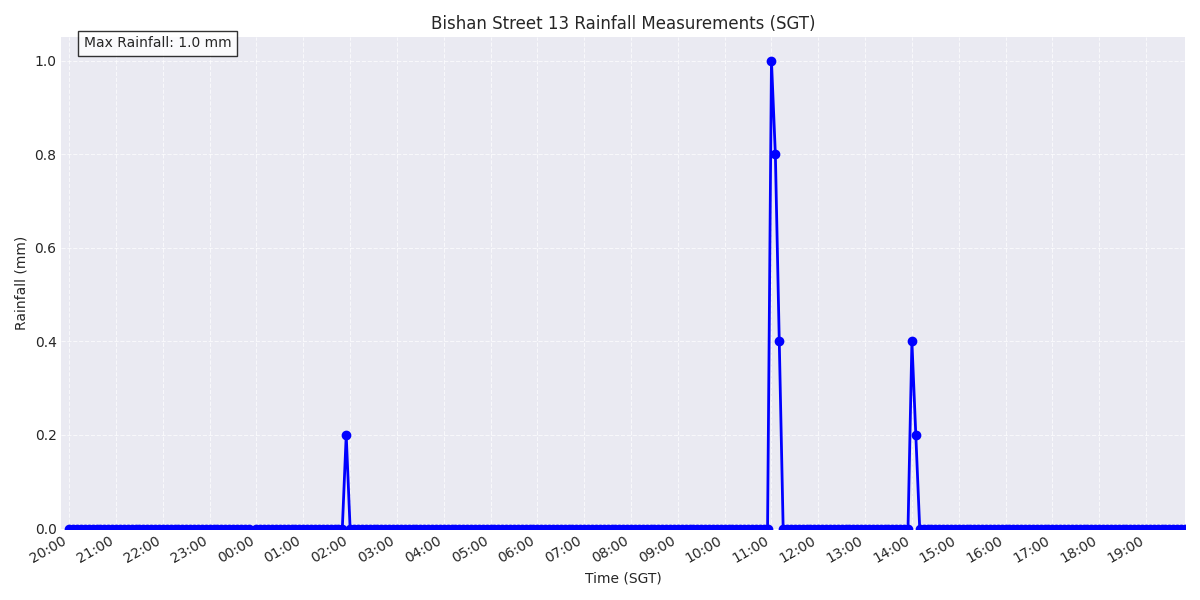 Bishan Street 13 Rainfall Measurements (SGT)
Max Rainfall: 1.0 mm
Rainfall (mm)
1.0
0.8
0.6
0.4
0.2
0.0
20:00 21:00 22:00 23:00 00:00 01:00 02:00 03:00 04:00 05:00 06:00 07:00 08:00 09:00 10:00 11:00 12:00 13:00 14:00 15:00 16:00 17:00 18:00 19:00
Time (SGT)